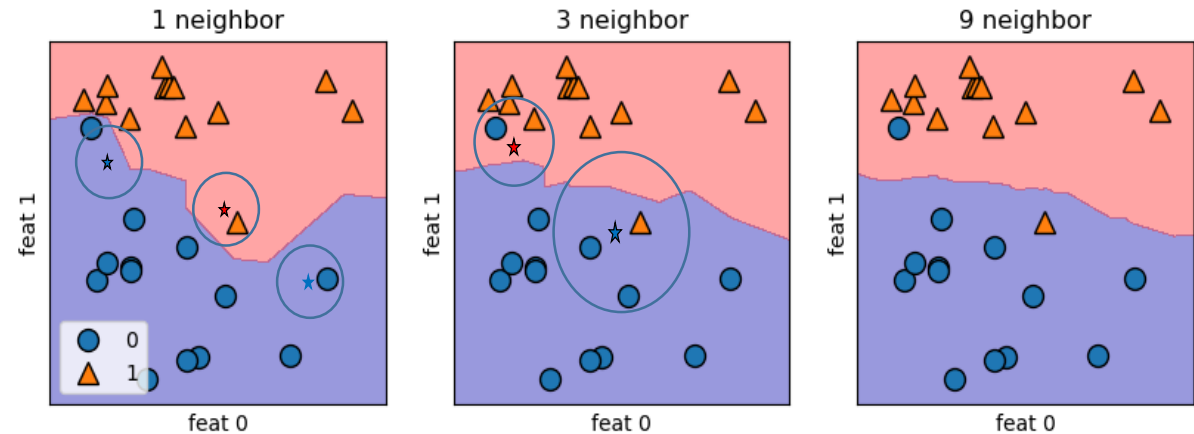 1 neighbor
3 neighbor
9 neighbor
feat 1
feat 1
feat 1
0
1
feat 0
feat 0
feat 0